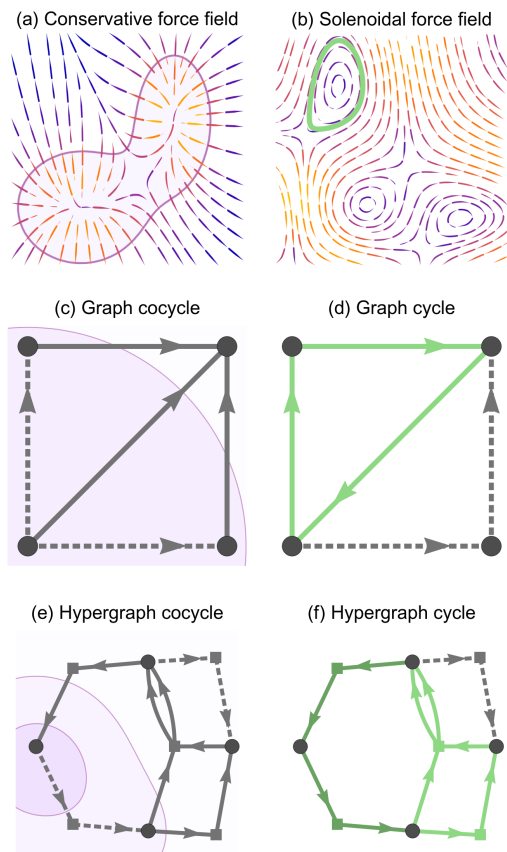 (a) Conservative force field
(b) Solenoidal force field
(c) Graph cocycle
(d) Graph cycle
(e) Hypergraph cocycle
(f) Hypergraph cycle